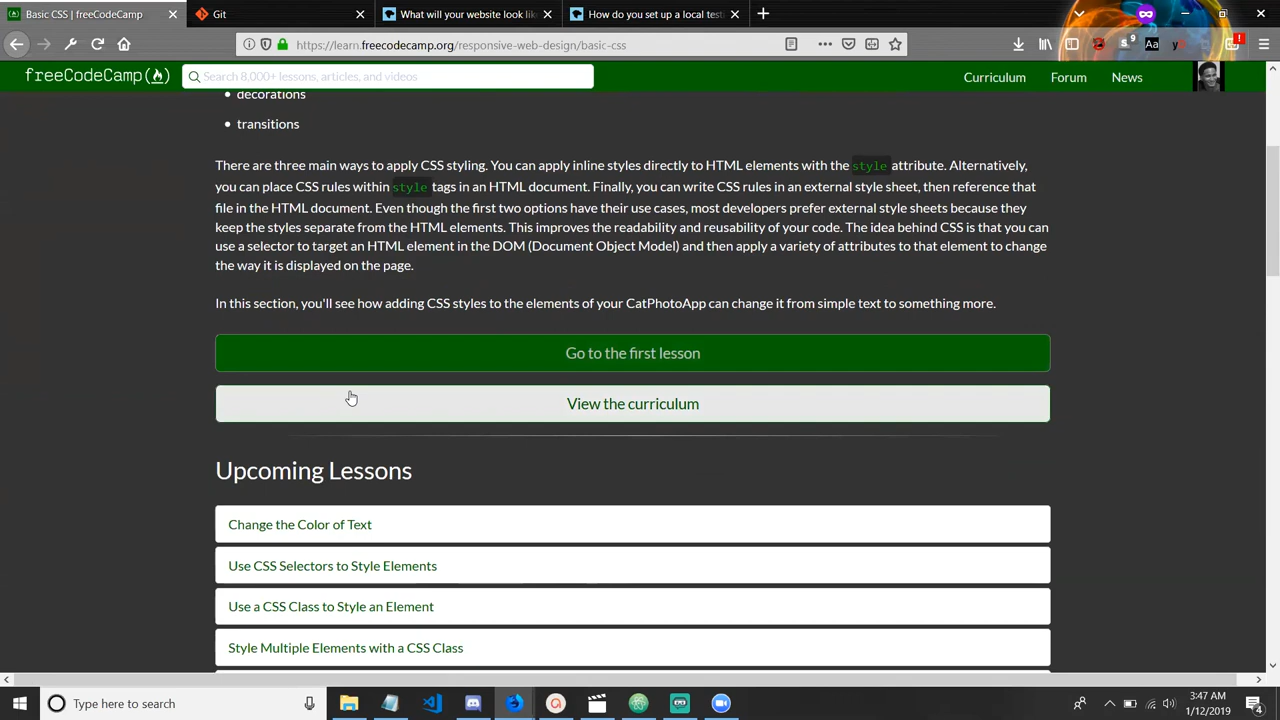 Basic CSS | freeCodeCamp
Git
What will your website look like
How do you set up a local testi
https://learn.freecodecamp.org/responsive-web-design/basic-css
9
Aa
!
freeCodeCamp
Search 8,000+ lessons, articles, and videos
Curriculum
Forum
News
decorations
transitions
There are three main ways to apply CSS styling. You can apply inline styles directly to HTML elements with the style attribute. Alternatively,
you can place CSS rules within style tags in an HTML document. Finally, you can write CSS rules in an external style sheet, then reference that
file in the HTML document. Even though the first two options have their use cases, most developers prefer external style sheets because they
keep the styles separate from the HTML elements. This improves the readability and reusability of your code. The idea behind CSS is that you can
use a selector to target an HTML element in the DOM (Document Object Model) and then apply a variety of attributes to that element to change
the way it is displayed on the page.
In this section, you'll see how adding CSS styles to the elements of your CatPhotoApp can change it from simple text to something more.
Go to the first lesson
View the curriculum
Upcoming Lessons
Change the Color of Text
Use CSS Selectors to Style Elements
Use a CSS Class to Style an Element
Style Multiple Elements with a CSS Class
Type here to search
3:47 AM
1/12/2019
4